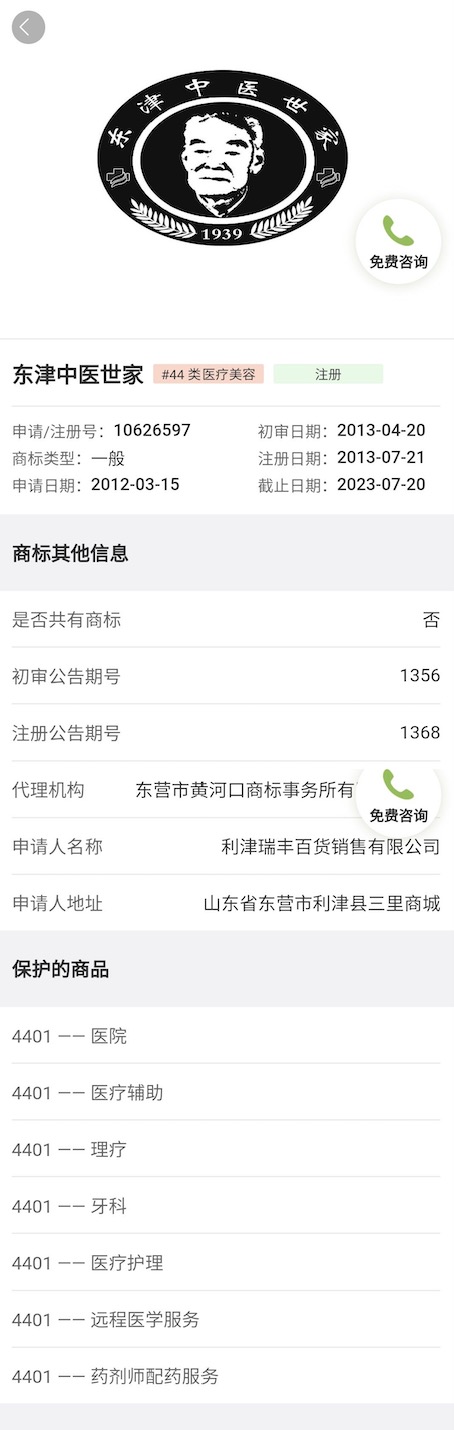 东津中医世家
1939
免费咨询
东津中医世家 #44 类医疗美容 注册
申请/注册号: 10626597 初审日期: 2013-04-20
商标类型: 一般 注册日期: 2013-07-21
申请日期: 2012-03-15 截止日期: 2023-07-20
商标其他信息
是否共有商标 否
初审公告期号 1356
注册公告期号 1368
代理机构 东营市黄河口商标事务所有
免费咨询
申请人名称 利津瑞丰百货销售有限公司
申请人地址 山东省东营市利津县三里商城
保护的商品
4401 —— 医院
4401 —— 医疗辅助
4401 —— 理疗
4401 —— 牙科
4401 —— 医疗护理
4401 —— 远程医学服务
4401 —— 药剂师配药服务